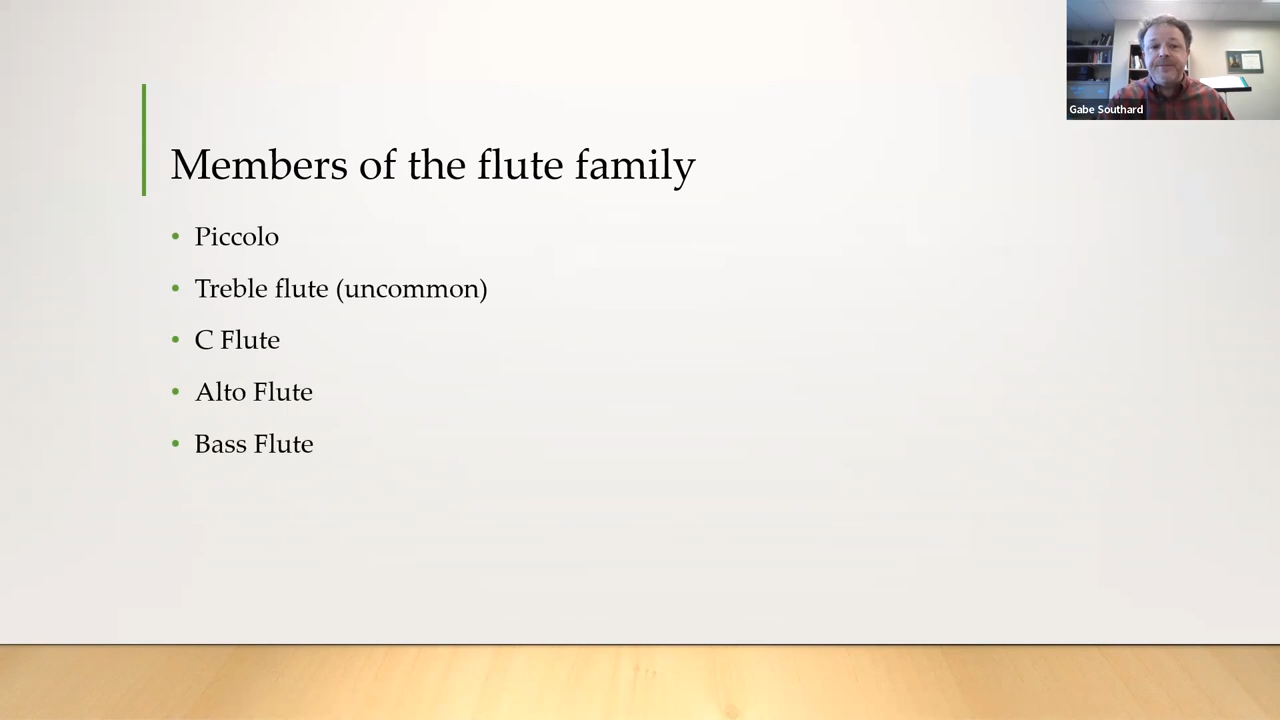 Gabe Southard
Members of the flute family
• Piccolo
• Treble flute (uncommon)
• C Flute
• Alto Flute
• Bass Flute